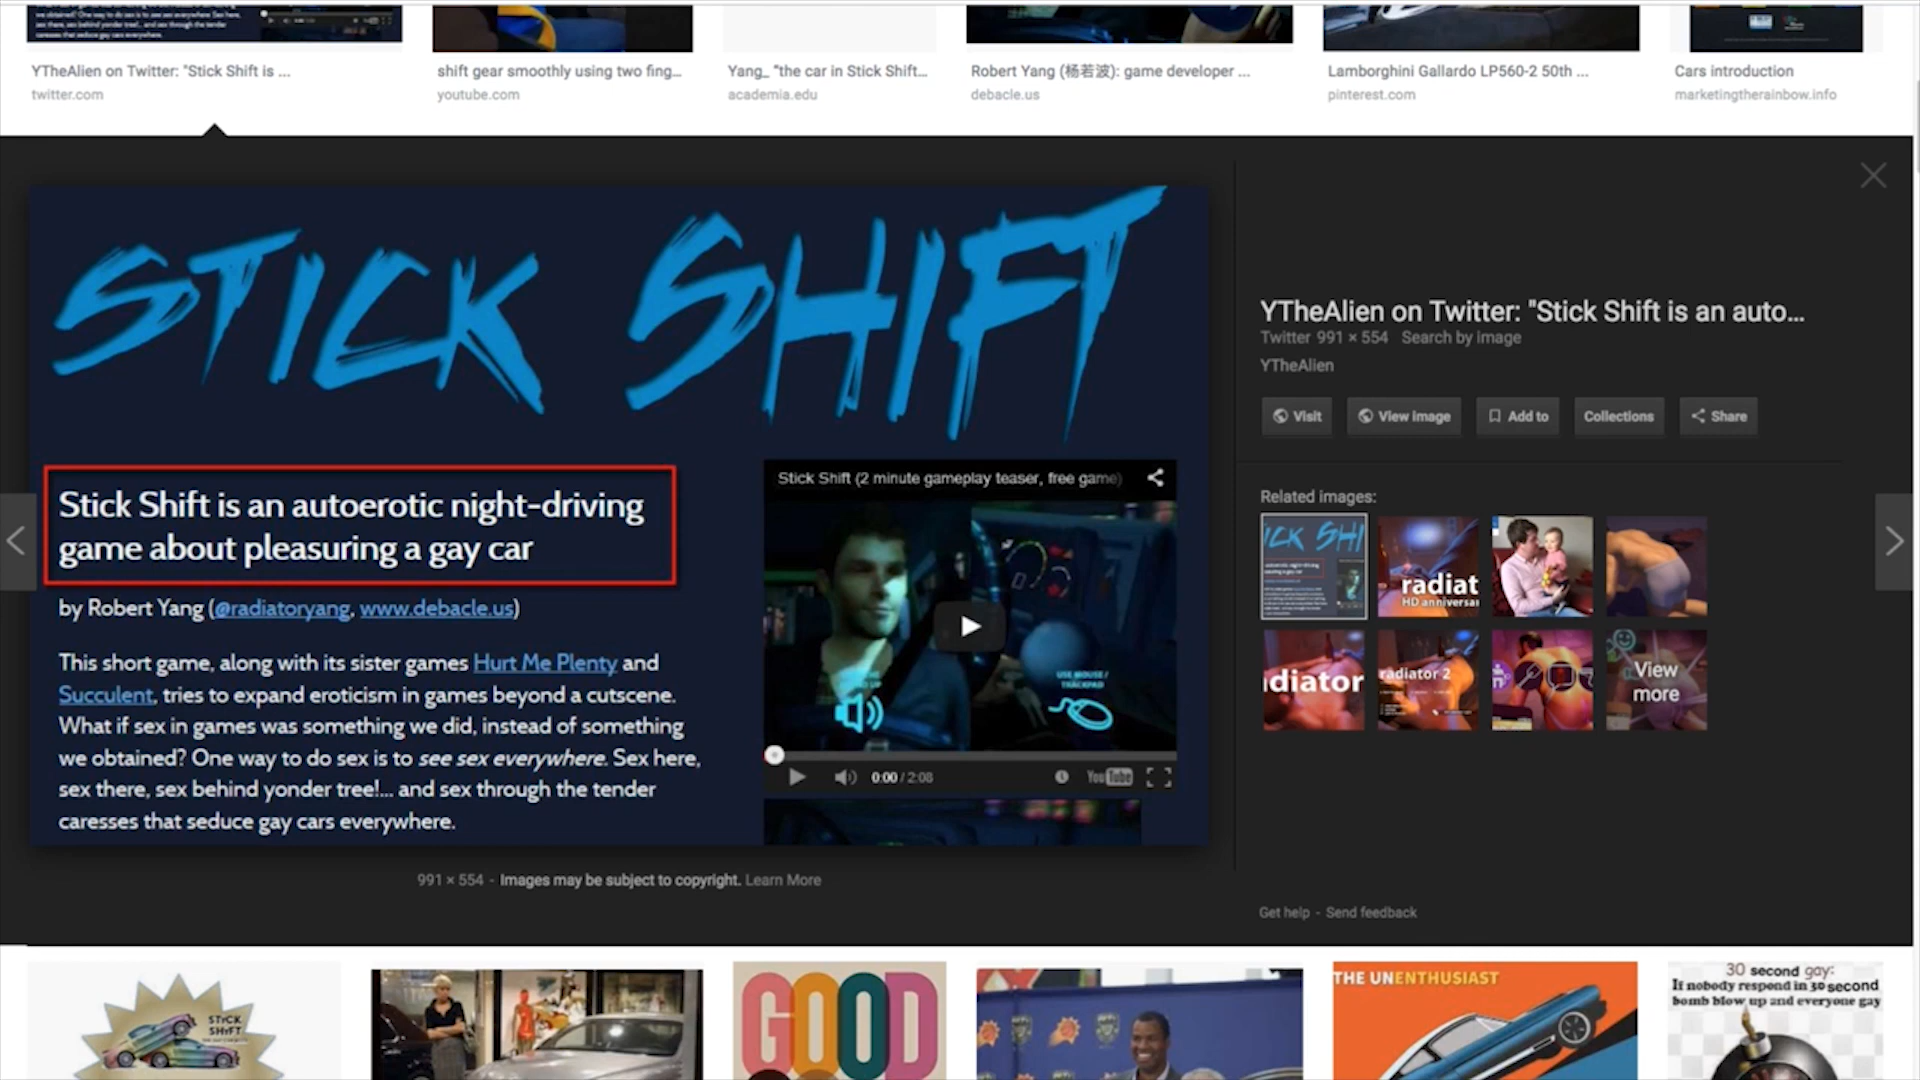 YTheAlien on Twitter: "Stick Shift is ...
twitter.com
shift gear smoothly using two fing...
youtube.com
Yang_ "the car in Stick Shift...
academia.edu
Robert Yang (杨若波): game developer ...
debacle.us
Lamborghini Gallardo LP560-2 50th ...
pinterest.com
Cars introduction
marketingtherainbow.info
STICK SHIFT
Stick Shift is an autoerotic night-driving
game about pleasuring a gay car
by Robert Yang (@radiatoryang, www.debacle.us)
This short game, along with its sister games Hurt Me Plenty and
Succulent, tries to expand eroticism in games beyond a cutscene.
What if sex in games was something we did, instead of something
we obtained? One way to do sex is to see sex everywhere. Sex here,
sex there, sex behind yonder tree!... and sex through the tender
caresses that seduce gay cars everywhere.
Stick Shift (2 minute gameplay teaser, free game)
USE MOUSE /
TRACKPAD
0:00 / 2:08
YouTube
991 × 554 - Images may be subject to copyright. Learn More
YTheAlien on Twitter: "Stick Shift is an auto...
Twitter 991 × 554 Search by image
YTheAlien
Visit
View image
Add to
Collections
Share
Related images:
ICK SHI
radiat
HD anniversar
diator
radiator 2
View
more
Get help - Send feedback
STICK
SHIFT
GOOD
THE UNENTHUSIAST
30 second gay:
If nobody respond in 30 second
bomb blow up and everyone gay